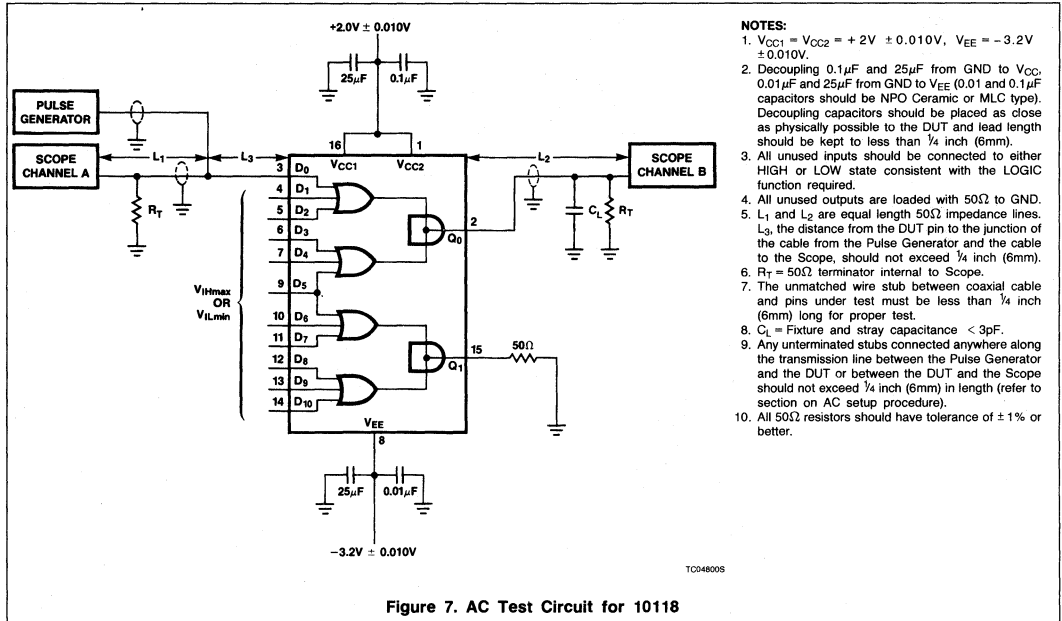 +2.0V ± 0.010V
25μF
0.1μF
PULSE
GENERATOR
SCOPE
CHANNEL A
L1
L3
RT
16
1
VCC1
VCC2
L2
SCOPE
CHANNEL B
CL
RT
3 D0
4 D1
5 D2
6 D3
7 D4
9 D5
10 D6
11 D7
12 D8
13 D9
14 D10
2
Q0
15
Q1
50Ω
VIHmax
OR
VILmin
VEE
8
25μF
0.01μF
−3.2V ± 0.010V
TC04800S
NOTES:
1. VCC1 = VCC2 = + 2V ± 0.010V, VEE = − 3.2V
± 0.010V.
2. Decoupling 0.1μF and 25μF from GND to VCC,
0.01μF and 25μF from GND to VEE (0.01 and 0.1μF
capacitors should be NPO Ceramic or MLC type).
Decoupling capacitors should be placed as close
as physically possible to the DUT and lead length
should be kept to less than 1/4 inch (6mm).
3. All unused inputs should be connected to either
HIGH or LOW state consistent with the LOGIC
function required.
4. All unused outputs are loaded with 50Ω to GND.
5. L1 and L2 are equal length 50Ω impedance lines.
L3, the distance from the DUT pin to the junction of
the cable from the Pulse Generator and the cable
to the Scope, should not exceed 1/4 inch (6mm).
6. RT = 50Ω terminator internal to Scope.
7. The unmatched wire stub between coaxial cable
and pins under test must be less than 1/4 inch
(6mm) long for proper test.
8. CL = Fixture and stray capacitance < 3pF.
9. Any unterminated stubs connected anywhere along
the transmission line between the Pulse Generator
and the DUT or between the DUT and the Scope
should not exceed 1/4 inch (6mm) in length (refer to
section on AC setup procedure).
10. All 50Ω resistors should have tolerance of ± 1% or
better.
Figure 7. AC Test Circuit for 10118